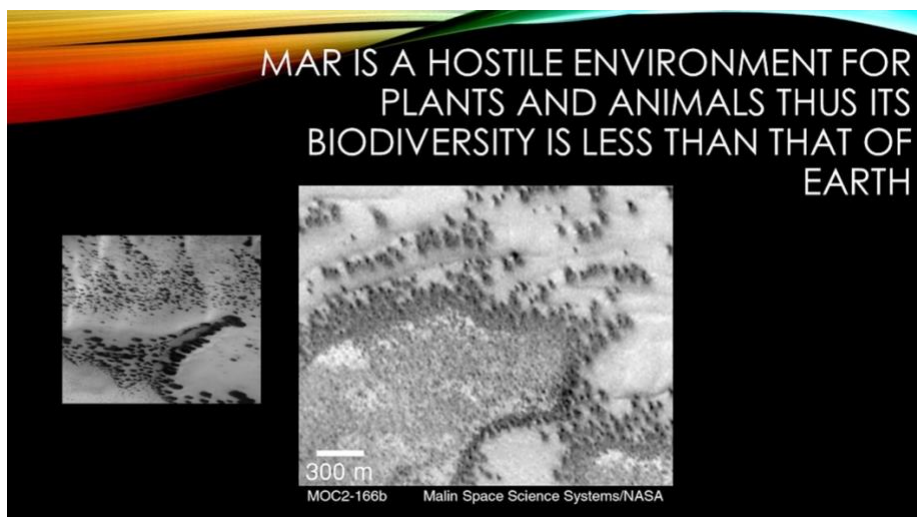 MAR IS A HOSTILE ENVIRONMENT FOR
PLANTS AND ANIMALS THUS ITS
BIODIVERSITY IS LESS THAN THAT OF
EARTH
300 m
MOC2-166b Malin Space Science Systems/NASA